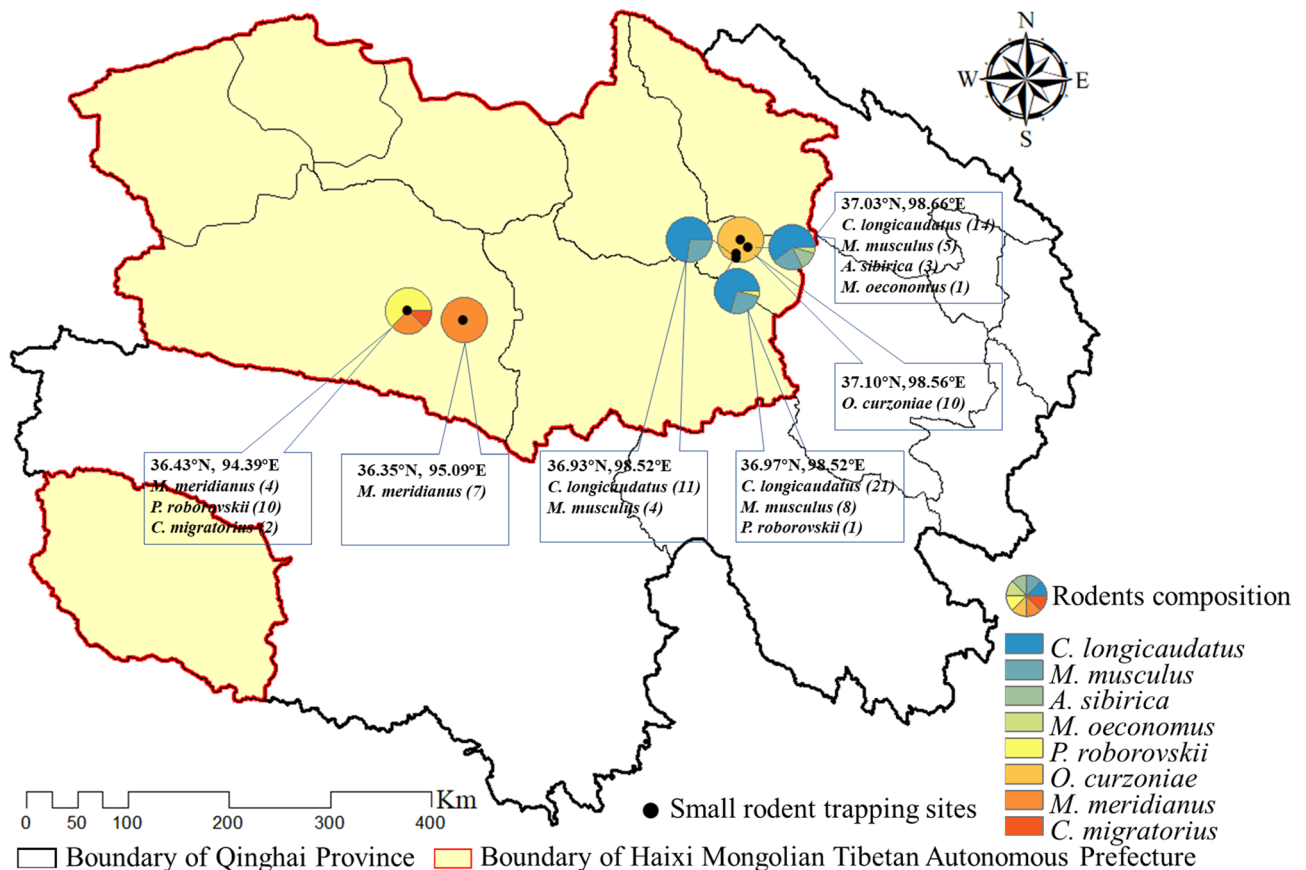 N
W
E
S
37.03°N, 98.66°E
C. longicaudatus (14)
M. musculus (5)
A. sibirica (3)
M. oeconomus (1)
37.10°N, 98.56°E
O. curzoniae (10)
36.43°N, 94.39°E
M. meridianus (4)
P. roborovskii (10)
C. migratorius (2)
36.35°N, 95.09°E
M. meridianus (7)
36.93°N, 98.52°E
C. longicaudatus (11)
M. musculus (4)
36.97°N, 98.52°E
C. longicaudatus (21)
M. musculus (8)
P. roborovskii (1)
Rodents composition
C. longicaudatus
M. musculus
A. sibirica
M. oeconomus
P. roborovskii
O. curzoniae
M. meridianus
C. migratorius
Km
0 50 100 200 300 400
Small rodent trapping sites
Boundary of Qinghai Province
Boundary of Haixi Mongolian Tibetan Autonomous Prefecture